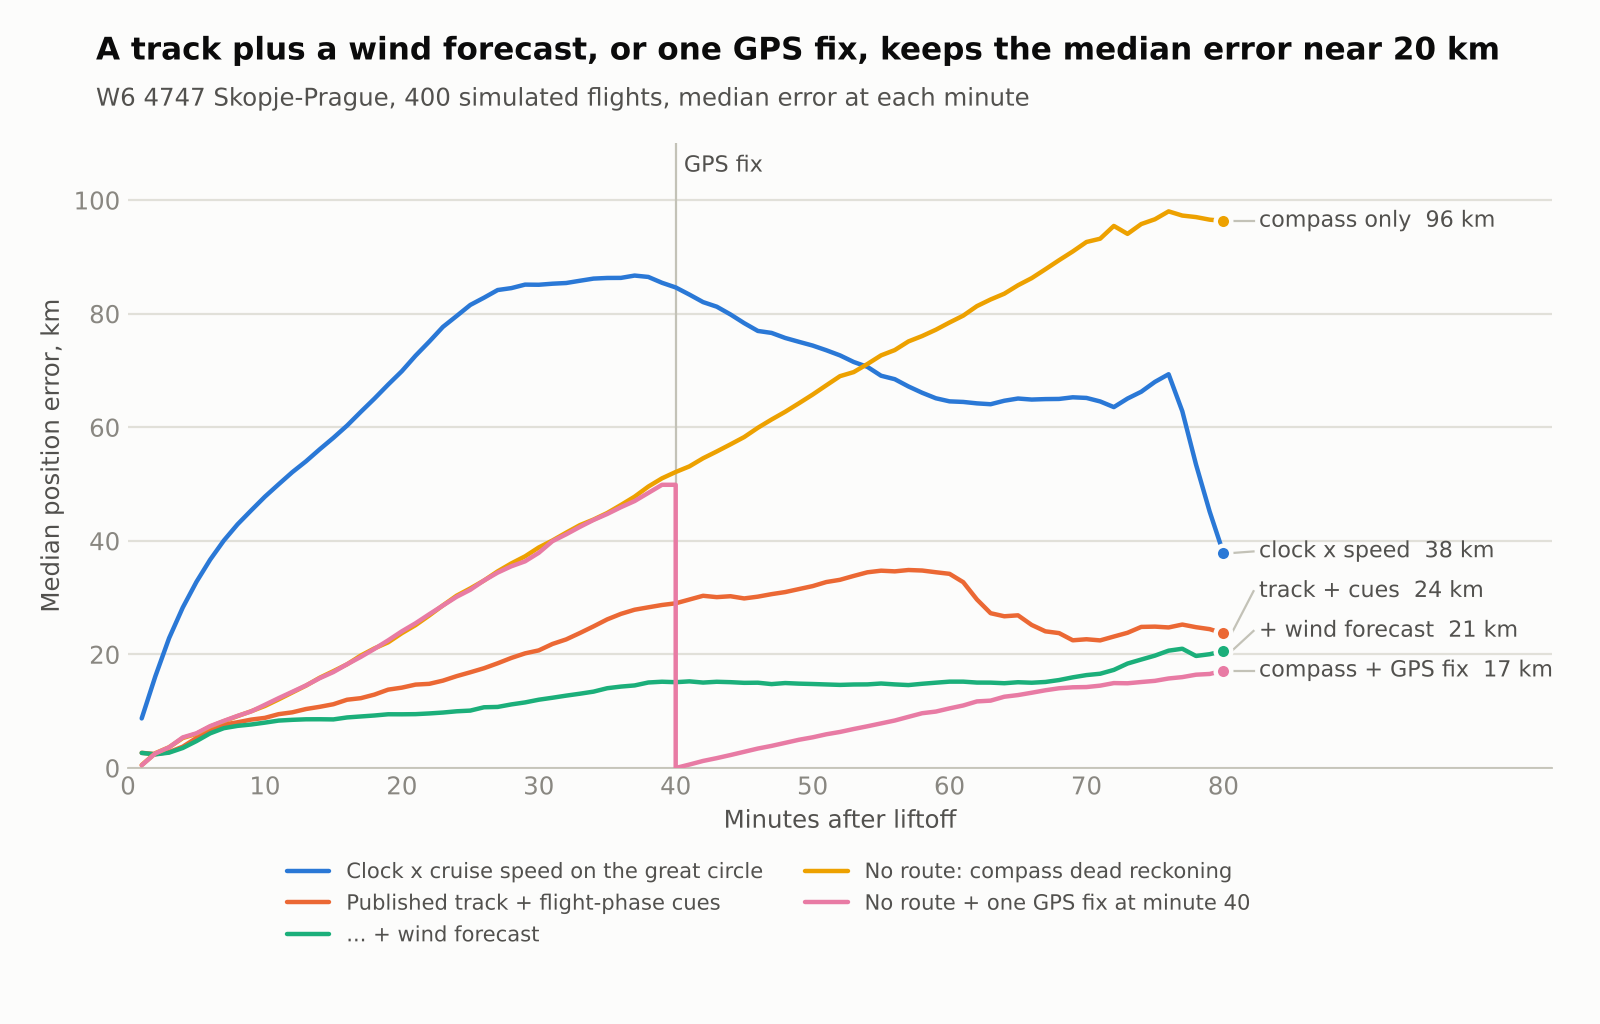 A track plus a wind forecast, or one GPS fix, keeps the median error near 20 km
W6 4747 Skopje-Prague, 400 simulated flights, median error at each minute
GPS fix
Median position error, km
100
80
60
40
20
0
compass only 96 km
clock x speed 38 km
track + cues 24 km
+ wind forecast 21 km
compass + GPS fix 17 km
0 10 20 30 40 50 60 70 80
Minutes after liftoff
Clock x cruise speed on the great circle
Published track + flight-phase cues
... + wind forecast
No route: compass dead reckoning
No route + one GPS fix at minute 40